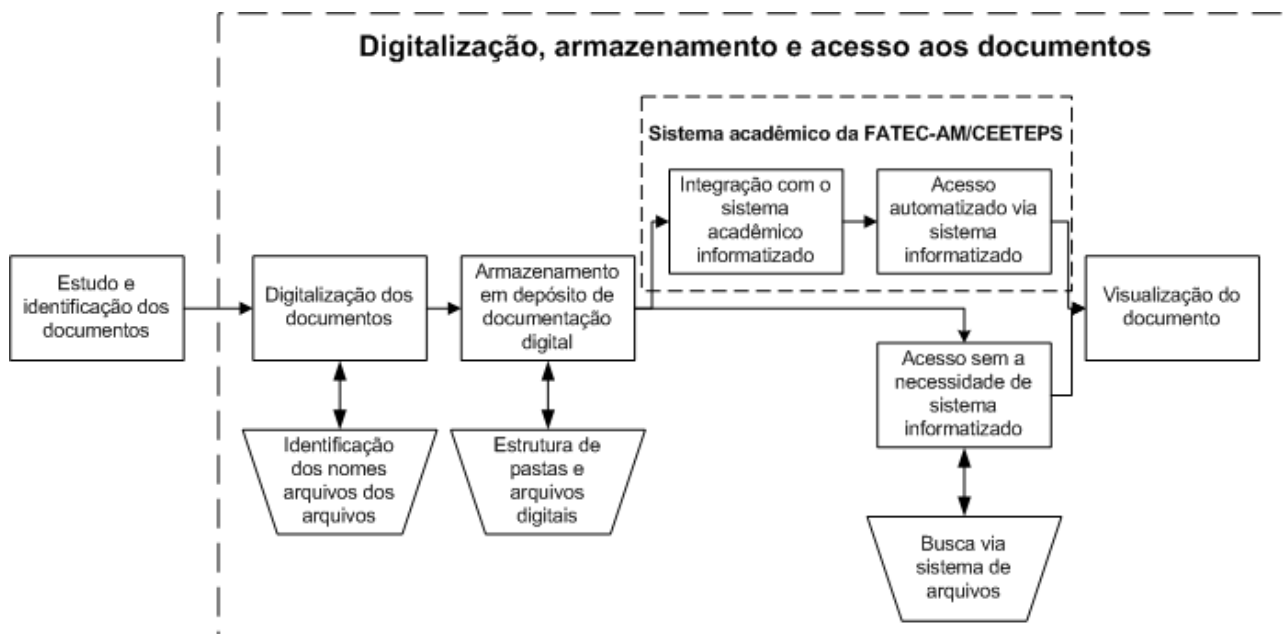 Digitalização, armazenamento e acesso aos documentos
Sistema acadêmico da FATEC-AM/CEETEPS
Integração com o
sistema
acadêmico
informatizado
Acesso
automatizado via
sistema
informatizado
Estudo e
identificação dos
documentos
Digitalização dos
documentos
Armazenamento
em depósito de
documentação
digital
Visualização do
documento
Acesso sem a
necessidade de
sistema
informatizado
Identificação
dos nomes
arquivos dos
arquivos
Estrutura de
pastas e
arquivos
digitais
Busca via
sistema de
arquivos